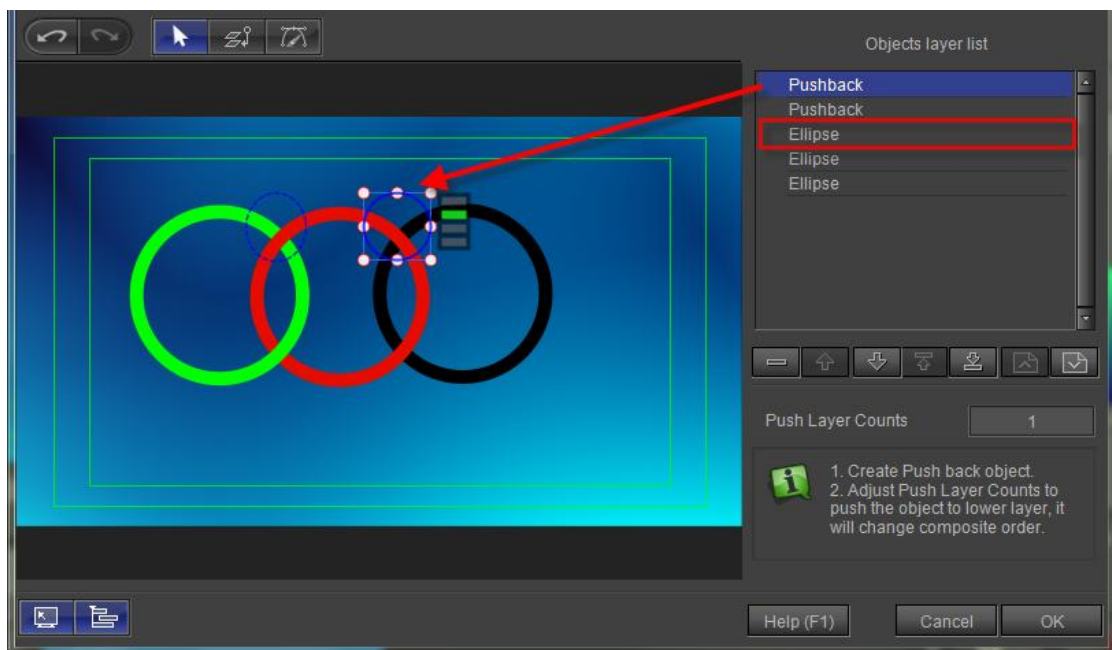 Objects layer list
Pushback
Pushback
Ellipse
Ellipse
Ellipse
Push Layer Counts
1
1. Create Push back object.
2. Adjust Push Layer Counts to
push the object to lower layer, it
will change composite order.
Help (F1)
Cancel
OK